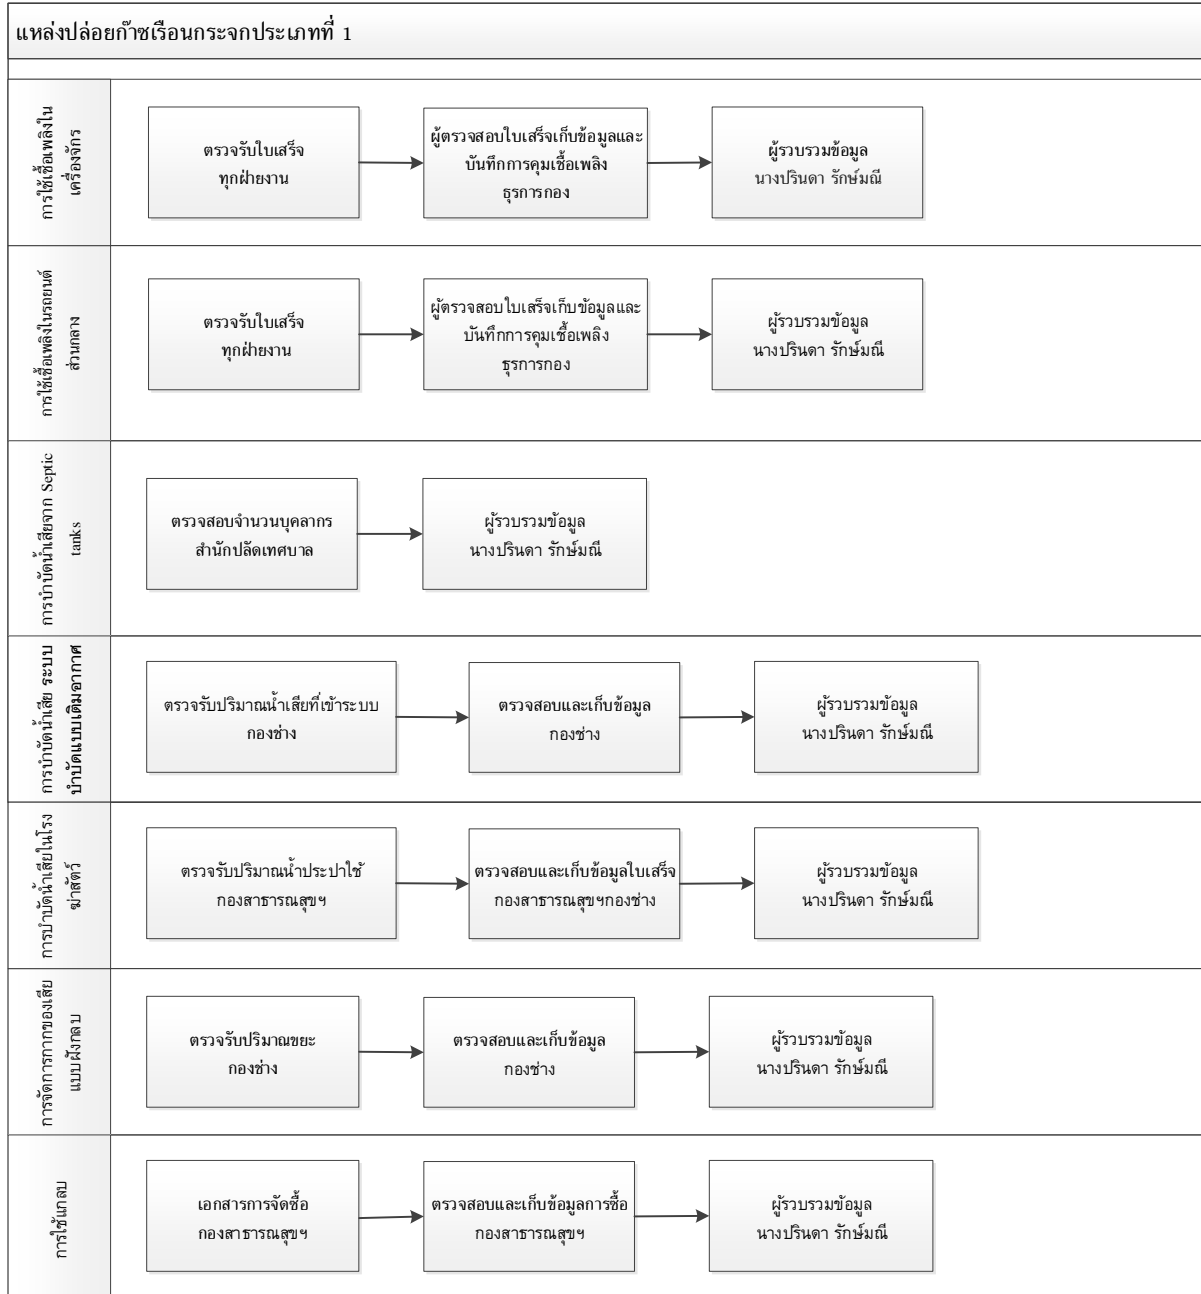 แหล่งปล่อยก๊าซเรือนกระจกประเภทที่ 1
การใช้เชื้อเพลิงใน
เครื่องจักร
ตรวจรับใบเสร็จ
ทุกฝ่ายงาน
ผู้ตรวจสอบใบเสร็จเก็บข้อมูลและ
บันทึกการคุมเชื้อเพลิง
ธุรการกอง
ผู้รวบรวมข้อมูล
นางปรินดา รักษ์มณี
การใช้เชื้อเพลิงในรถยนต์
ส่วนกลาง
ตรวจรับใบเสร็จ
ทุกฝ่ายงาน
ผู้ตรวจสอบใบเสร็จเก็บข้อมูลและ
บันทึกการคุมเชื้อเพลิง
ธุรการกอง
ผู้รวบรวมข้อมูล
นางปรินดา รักษ์มณี
การบำบัดน้ำเสียจาก Septic
tanks
ตรวจสอบจำนวนบุคลากร
สำนักปลัดเทศบาล
ผู้รวบรวมข้อมูล
นางปรินดา รักษ์มณี
การบำบัดน้ำเสีย ระบบ
บำบัดแบบเติมอากาศ
ตรวจรับปริมาณน้ำเสียที่เข้าระบบ
กองช่าง
ตรวจสอบและเก็บข้อมูล
กองช่าง
ผู้รวบรวมข้อมูล
นางปรินดา รักษ์มณี
การบำบัดน้ำเสียในโรง
ฆ่าสัตว์
ตรวจรับปริมาณน้ำประปาใช้
กองสาธารณสุขฯ
ตรวจสอบและเก็บข้อมูลใบเสร็จ
กองสาธารณสุขฯกองช่าง
ผู้รวบรวมข้อมูล
นางปรินดา รักษ์มณี
การจัดการกากของเสีย
แบบฝังกลบ
ตรวจรับปริมาณขยะ
กองช่าง
ตรวจสอบและเก็บข้อมูล
กองช่าง
ผู้รวบรวมข้อมูล
นางปรินดา รักษ์มณี
การใช้แกลบ
เอกสารการจัดซื้อ
กองสาธารณสุขฯ
ตรวจสอบและเก็บข้อมูลการซื้อ
กองสาธารณสุขฯ
ผู้รวบรวมข้อมูล
นางปรินดา รักษ์มณี